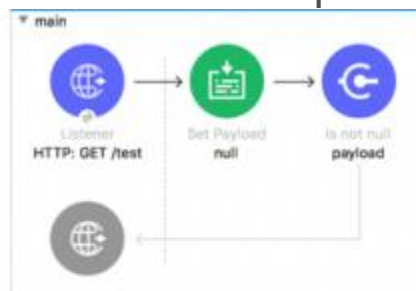 main
Listener
HTTP: GET /test
Set Payload
null
Is not null
payload